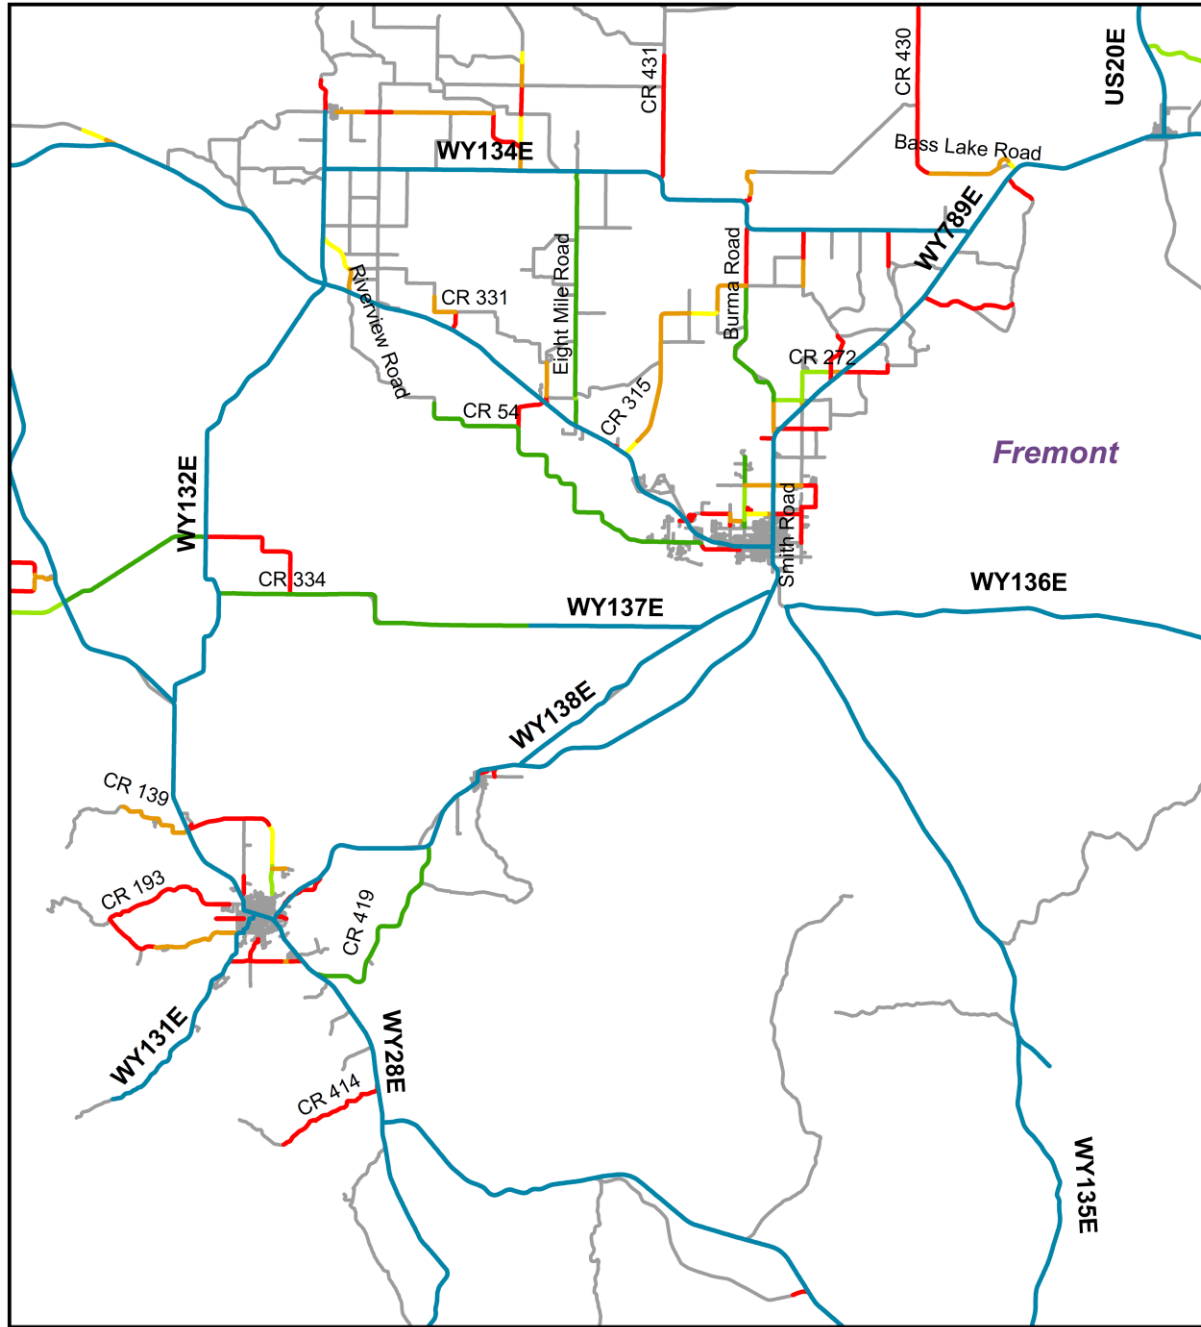 CR 431
CR 430
US20E
Bass Lake Road
WY134E
WY789E
Eight Mile Road
Burma Road
Riverview Road
CR 331
CR 272
CR 315
CR 54
Fremont
WY132E
Smith Road
CR 334
WY137E
WY136E
WY138E
CR 139
CR 193
CR 419
WY131E
WY28E
CR 414
WY135E